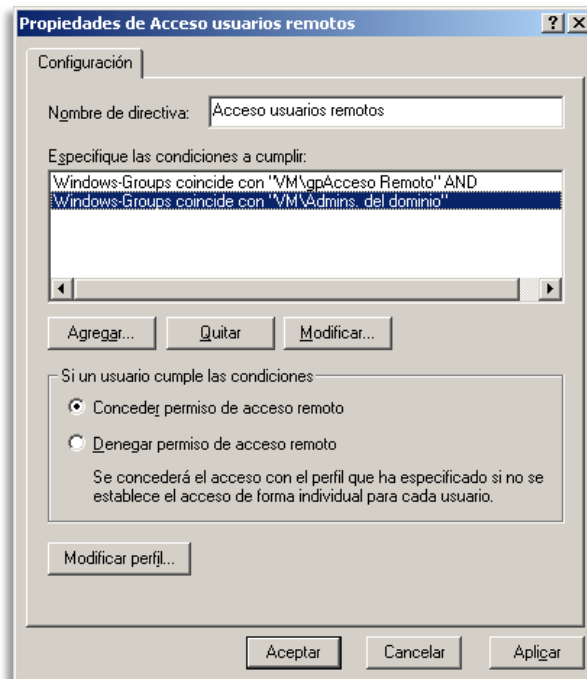 Propiedades de Acceso usuarios remotos
Configuración
Nombre de directiva: Acceso usuarios remotos
Especifique las condiciones a cumplir:
Windows-Groups coincide con "VM\gpAcceso Remoto" AND
Windows-Groups coincide con "VM\Admins. del dominio"
Agregar... Quitar Modificar...
Si un usuario cumple las condiciones
Conceder permiso de acceso remoto
Denegar permiso de acceso remoto
Se concederá el acceso con el perfil que ha especificado si no se
establece el acceso de forma individual para cada usuario.
Modificar perfil...
Aceptar Cancelar Aplicar